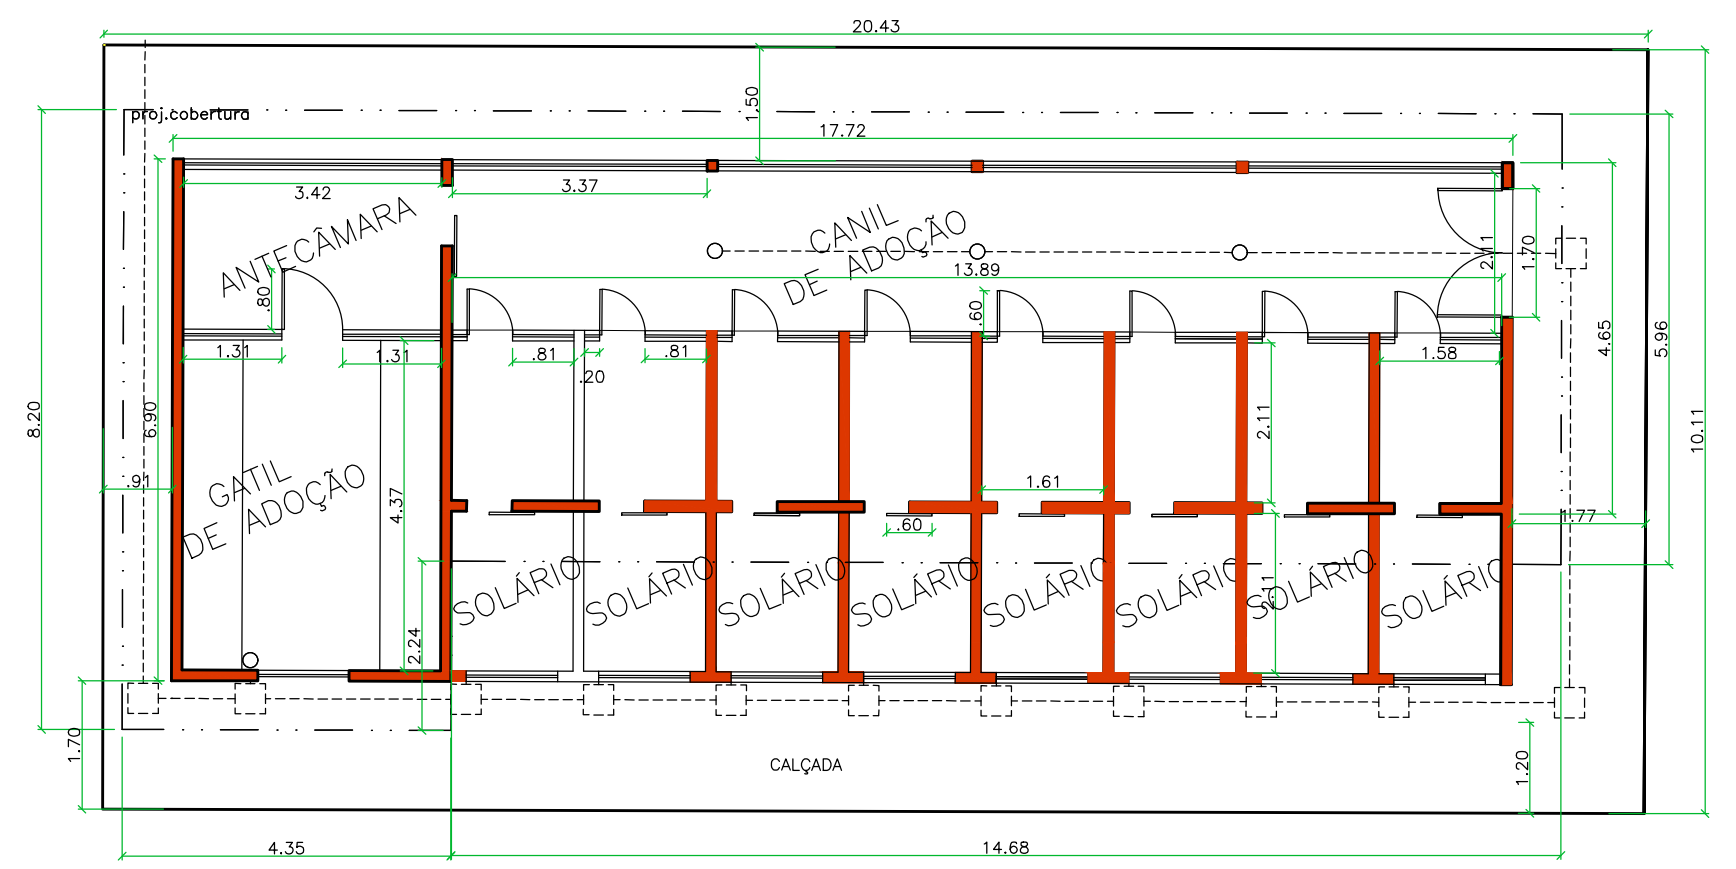 20.43
1.50
proj.cobertura
17.72
3.42
3.37
ANTECÂMARA
CANIL
DE ADOÇÃO
13.89
2.11
1.70
.80
.60
1.31
1.31
.81
.20
.81
1.58
4.65
5.96
8.20
6.90
10.11
2.11
.91
GATIL
DE ADOÇÃO
4.37
1.61
.60
1.77
SOLÁRIO
SOLÁRIO
SOLÁRIO
SOLÁRIO
SOLÁRIO
SOLÁRIO
SOLÁRIO
SOLÁRIO
2.11
2.24
1.70
CALÇADA
1.20
4.35
14.68